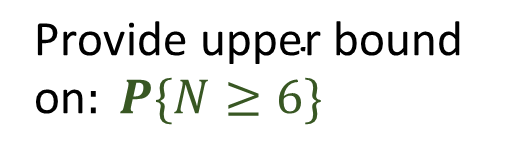 Provide upper bound
on: P{N ≥ 6}